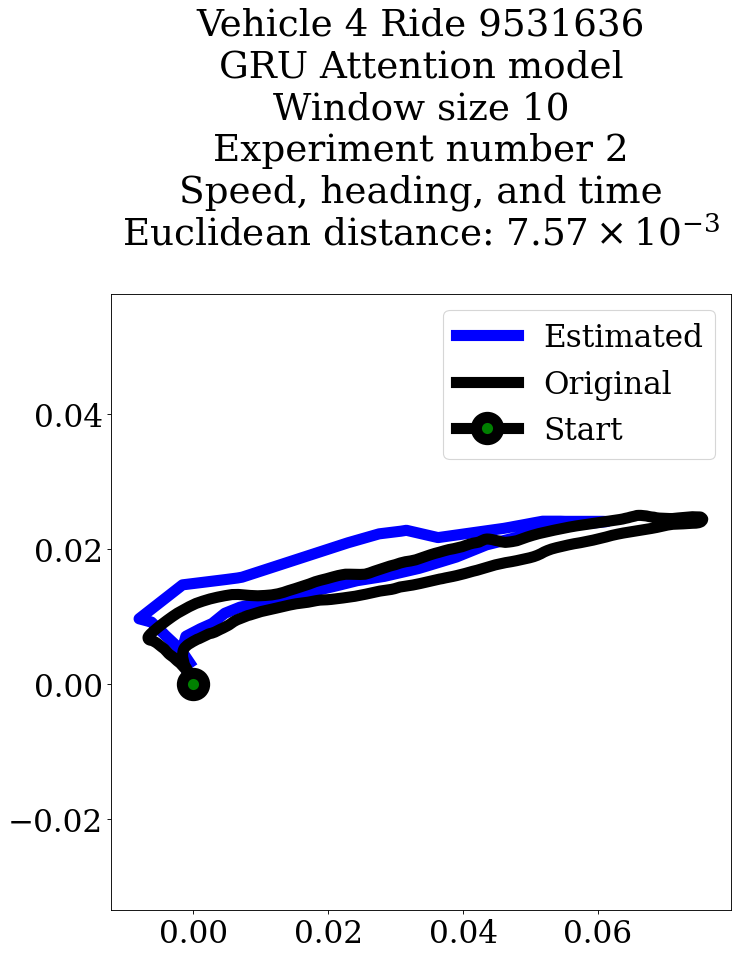 Vehicle 4 Ride 9531636
GRU Attention model
Window size 10
Experiment number 2
Speed, heading, and time
Euclidean distance: 7.57 × 10⁻³
Estimated
Original
Start
0.04
0.02
0.00
−0.02
0.00 0.02 0.04 0.06